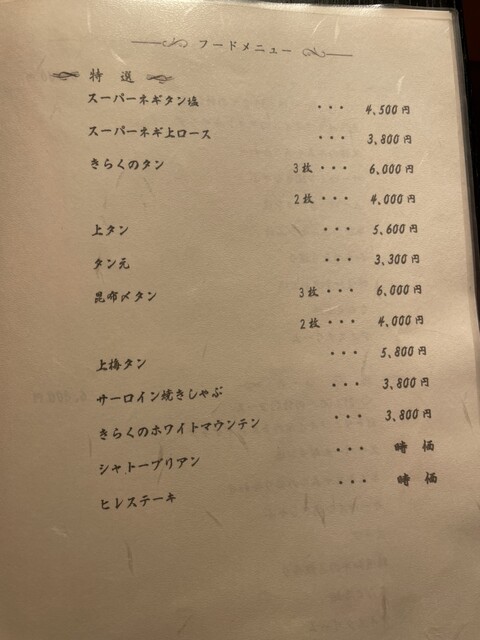 フードメニュー
特選
スーパーネギタン塩 ・・・ 4,500円
スーパーネギ上ロース ・・・ 3,800円
きらくのタン 3枚・・・ 6,000円
2枚・・・ 4,000円
上タン ・・・ 5,600円
タン元 ・・・ 3,300円
昆布〆タン 3枚・・・ 6,000円
2枚・・・ 4,000円
上梅タン ・・・ 5,800円
サーロイン焼きしゃぶ ・・・ 3,800円
きらくのホワイトマウンテン ・・・ 3,800円
シャトーブリアン ・・・ 時価
ヒレステーキ ・・・ 時価